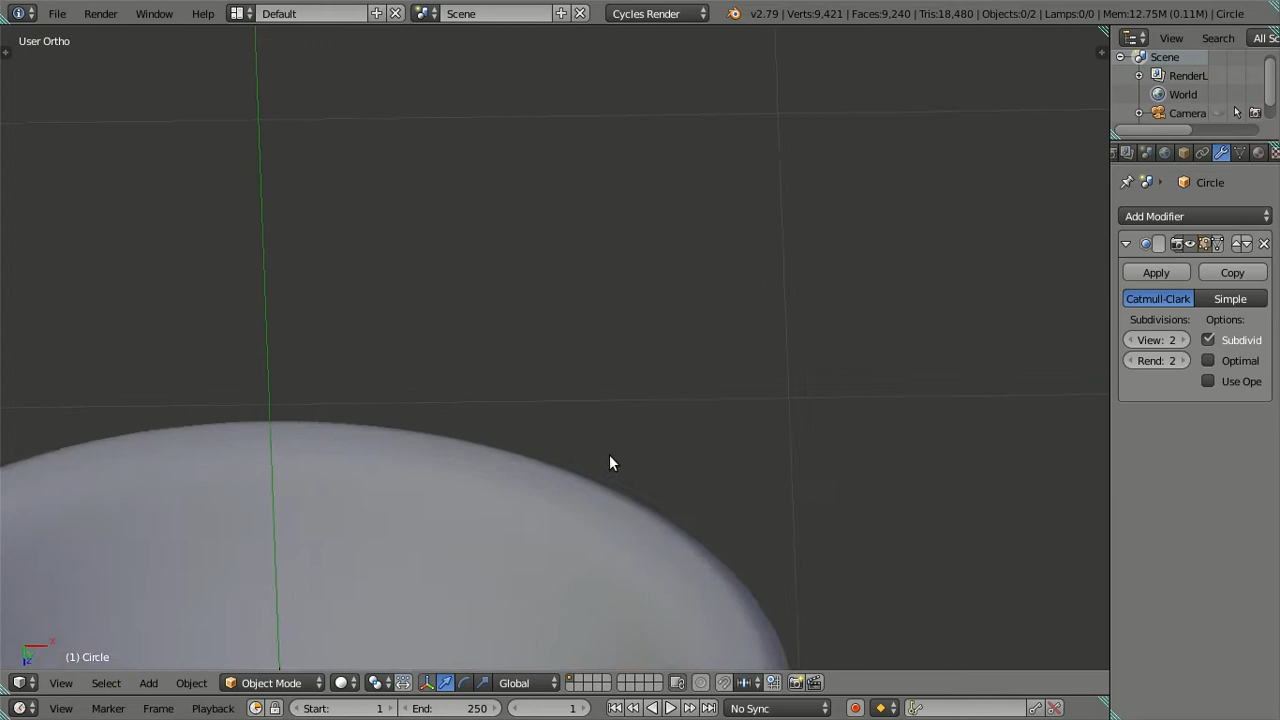 File Render Window Help Default Scene Cycles Render v2.79 | Verts:9,421 | Faces:9,240 | Tris:18,480 | Objects:0/2 | Lamps:0/0 | Mem:12.75M (0.11M) | Circle
User Ortho
View Search All Sc
Scene
RenderL
World
Camera
Circle
Add Modifier
Apply Copy
Catmull-Clark Simple
Subdivisions: Options:
View: 2 Subdivid
Rend: 2 Optimal
Use Ope
(1) Circle
View Select Add Object Object Mode Global
View Marker Frame Playback Start: 1 End: 250 1 No Sync